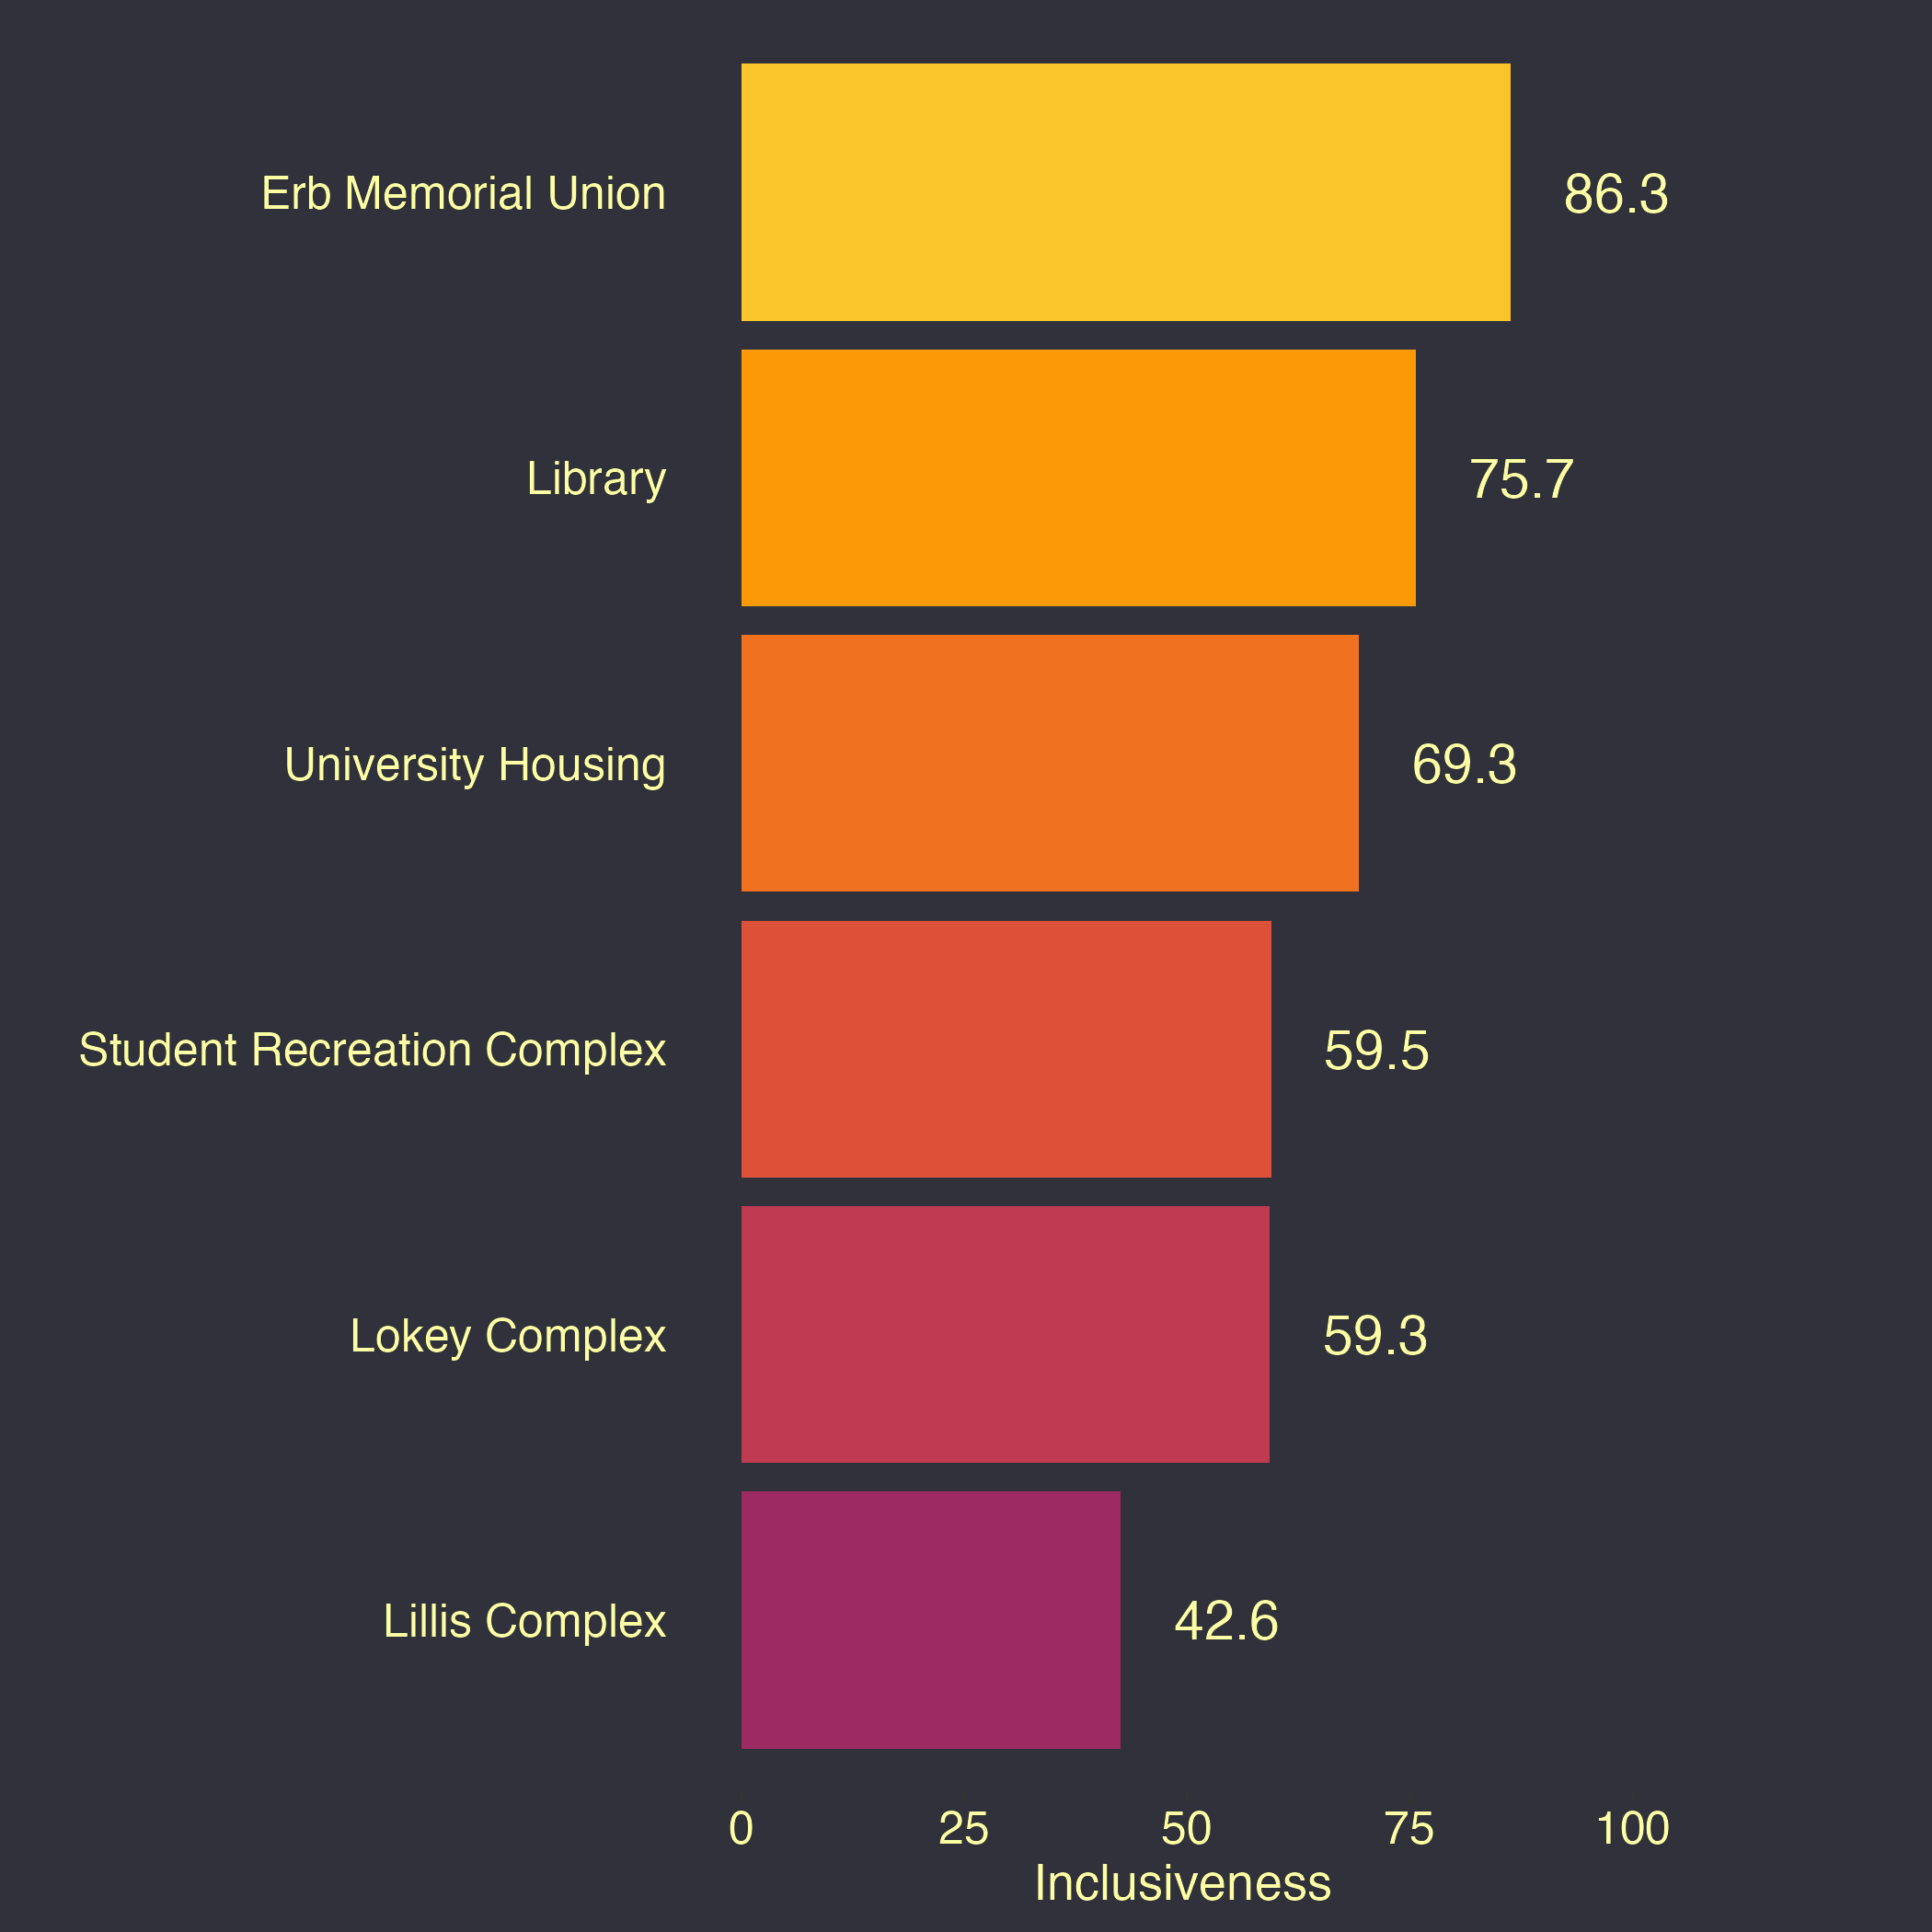 Erb Memorial Union 86.3
Library 75.7
University Housing 69.3
Student Recreation Complex 59.5
Lokey Complex 59.3
Lillis Complex 42.6
0 25 50 75 100
Inclusiveness